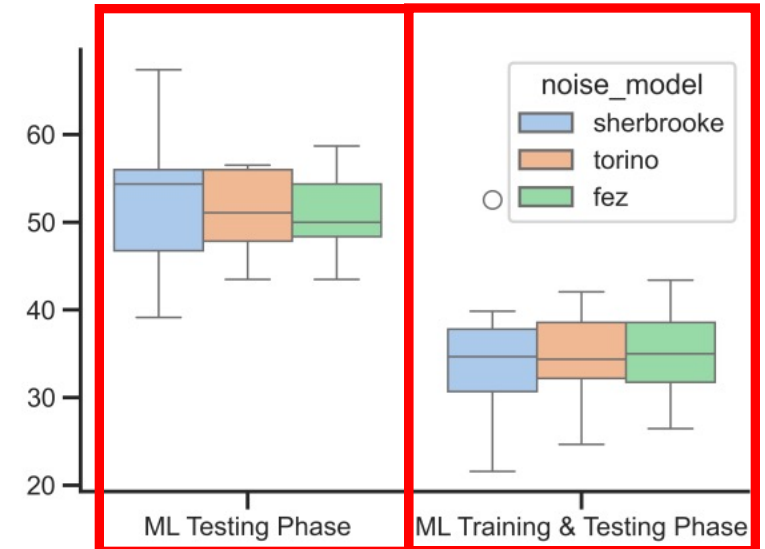 60
50
40
30
20
noise_model
sherbrooke
torino
fez
ML Testing Phase
ML Training & Testing Phase